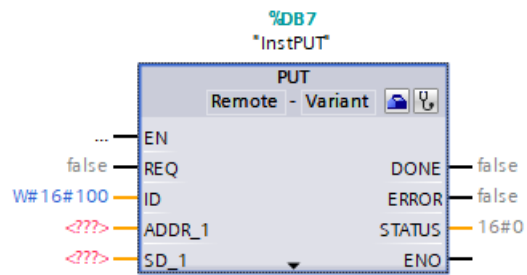 %DB7
"InstPUT"
PUT
Remote - Variant
... EN
false REQ DONE false
W#16#100 ID ERROR false
<???> ADDR_1 STATUS 16#0
<???> SD_1 ENO